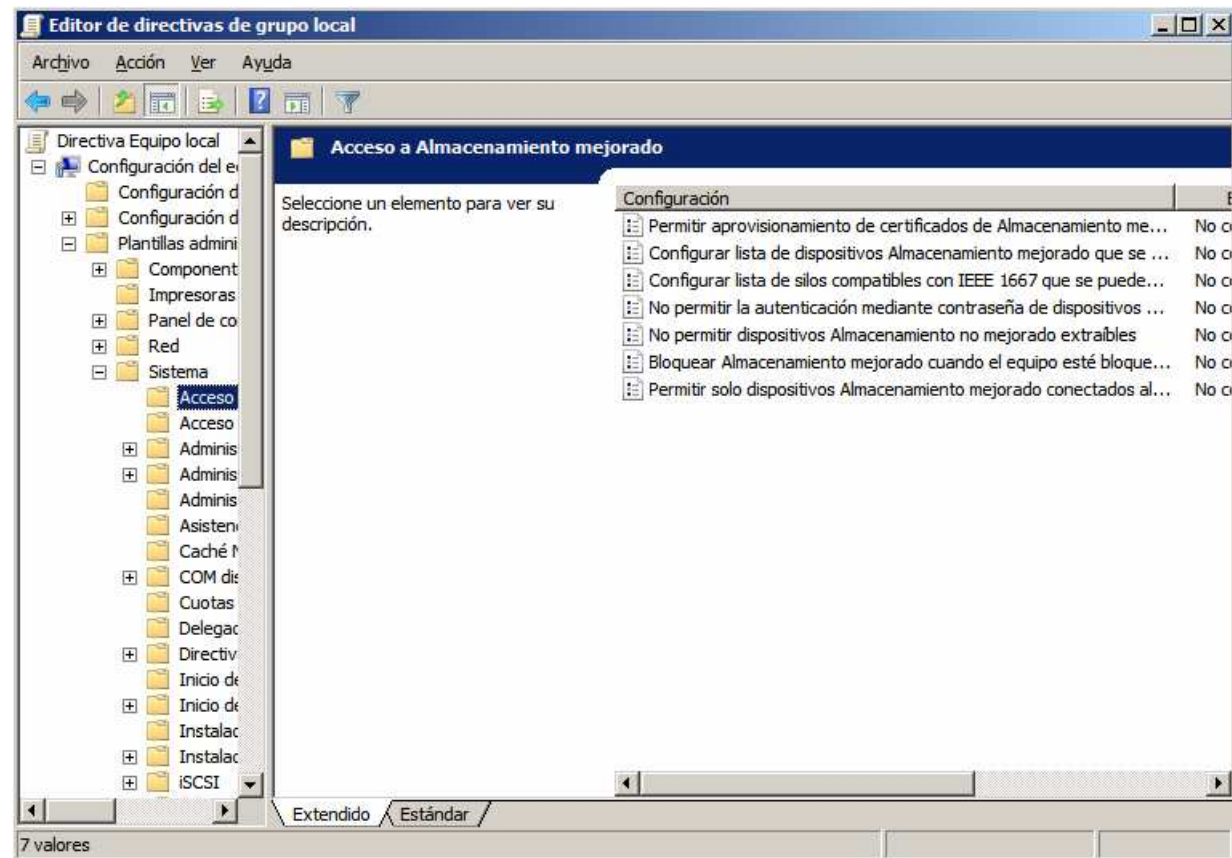 Editor de directivas de grupo local
Archivo Acción Ver Ayuda
Directiva Equipo local
Configuración del e
Configuración d
Configuración d
Plantillas admini
Component
Impresoras
Panel de co
Red
Sistema
Acceso
Acceso
Adminis
Adminis
Adminis
Asisten
Caché
COM dis
Cuotas
Delegac
Directiv
Inicio de
Inicio de
Instalac
Instalac
iSCSI
Acceso a Almacenamiento mejorado
Seleccione un elemento para ver su
descripción.
Configuración E
Permitir aprovisionamiento de certificados de Almacenamiento me... No c
Configurar lista de dispositivos Almacenamiento mejorado que se ... No c
Configurar lista de silos compatibles con IEEE 1667 que se puede... No c
No permitir la autenticación mediante contraseña de dispositivos ... No c
No permitir dispositivos Almacenamiento no mejorado extraíbles No c
Bloquear Almacenamiento mejorado cuando el equipo esté bloque... No c
Permitir solo dispositivos Almacenamiento mejorado conectados al... No c
Extendido Estándar
7 valores